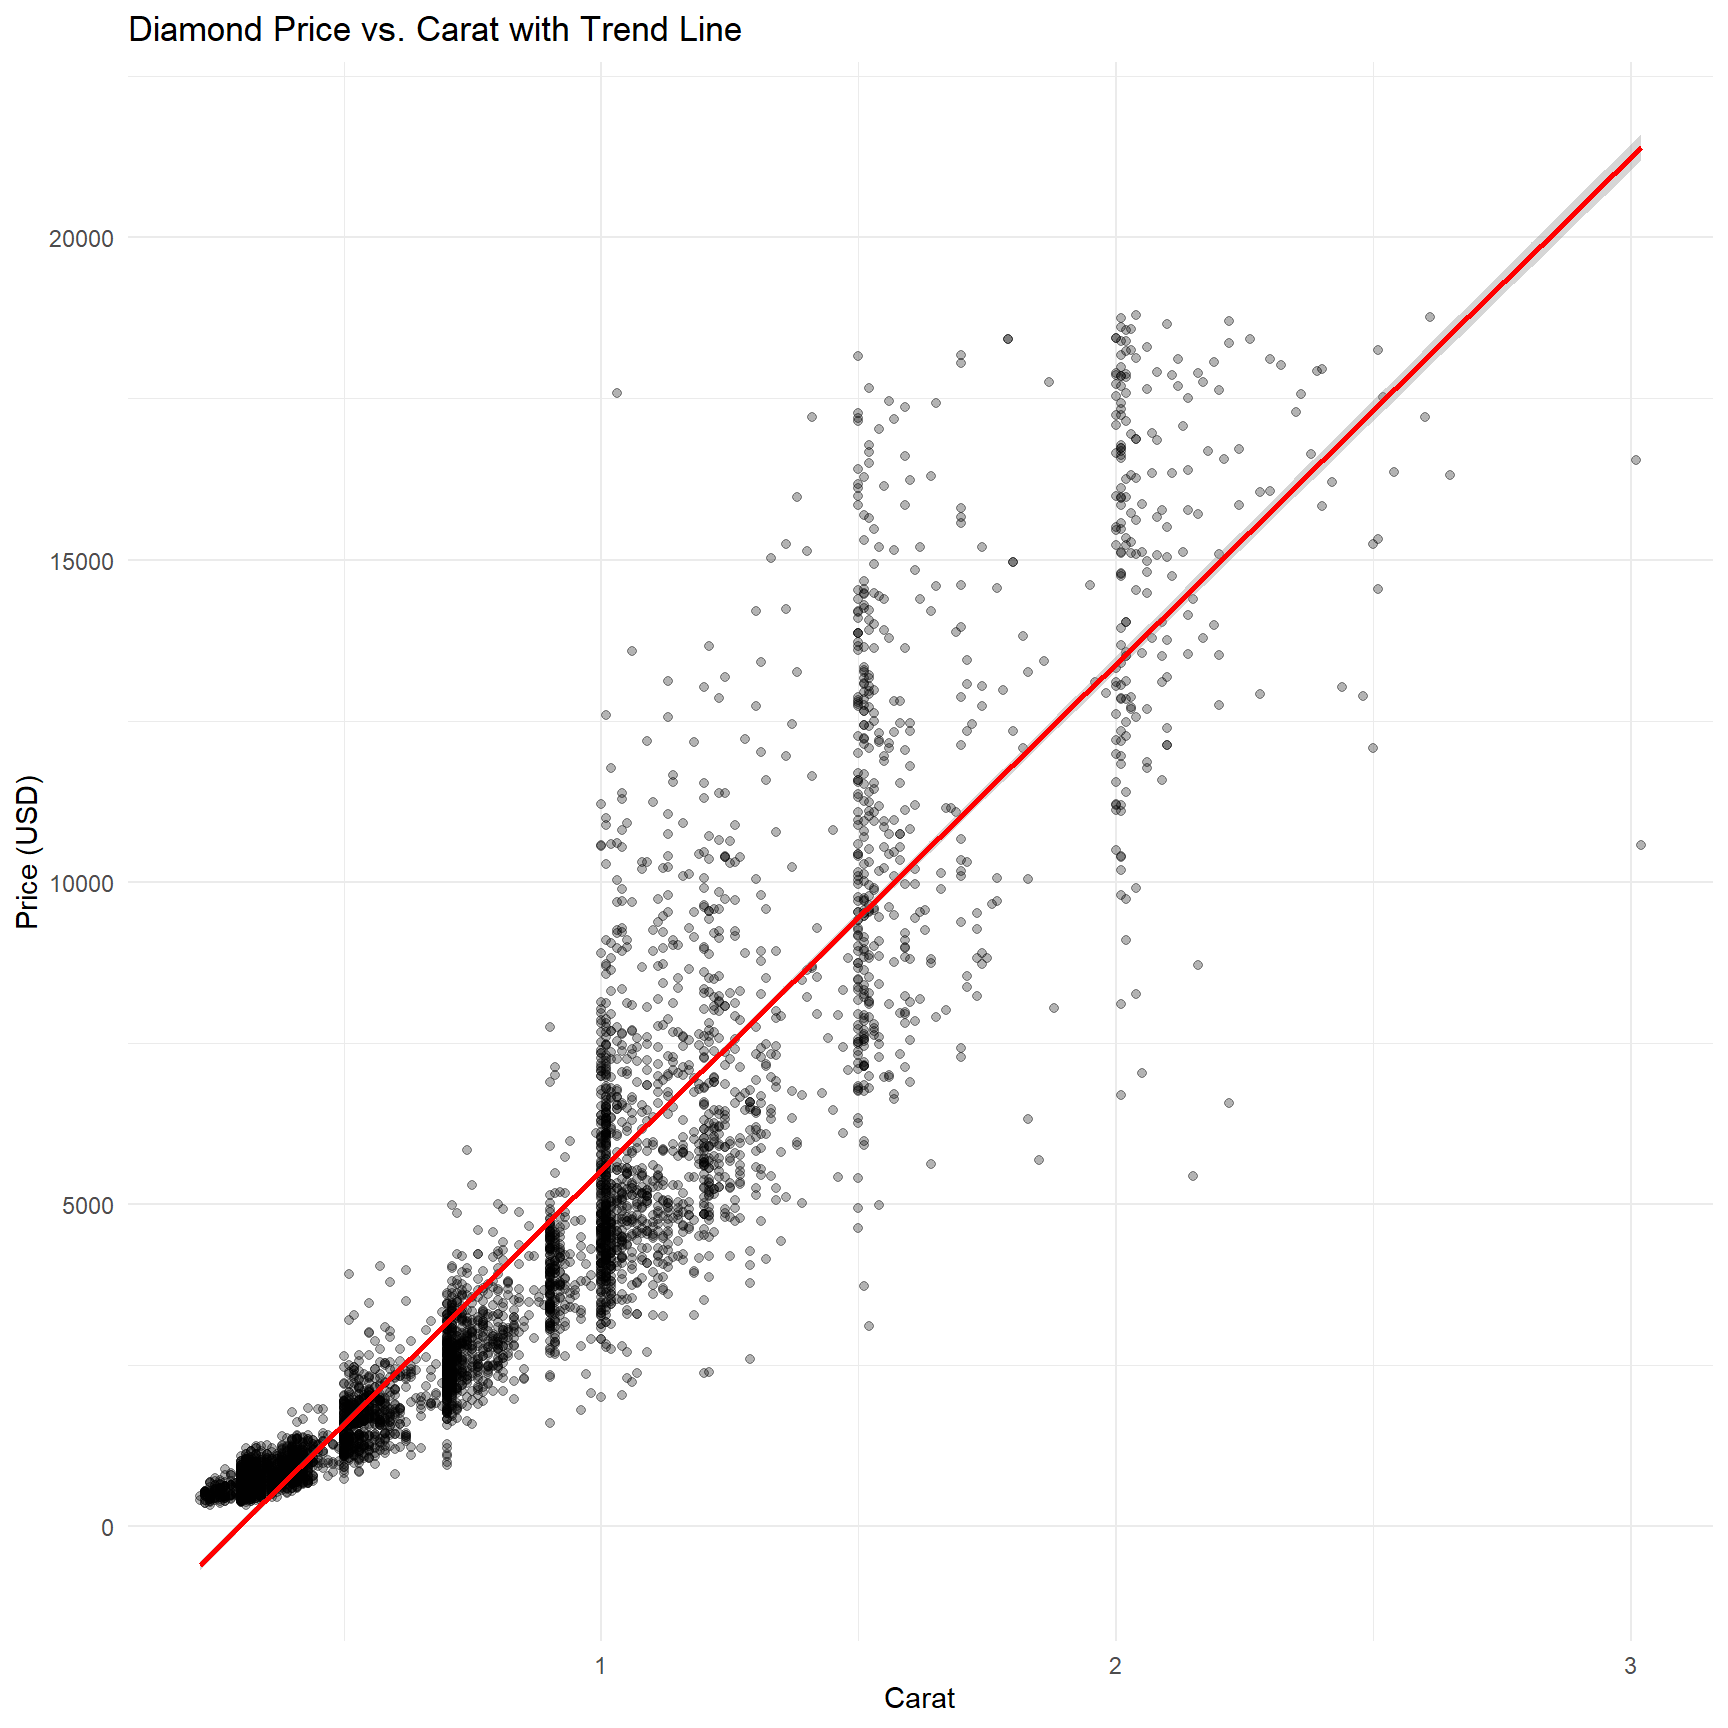 Diamond Price vs. Carat with Trend Line
20000
15000
10000
5000
0
Price (USD)
1 2 3
Carat